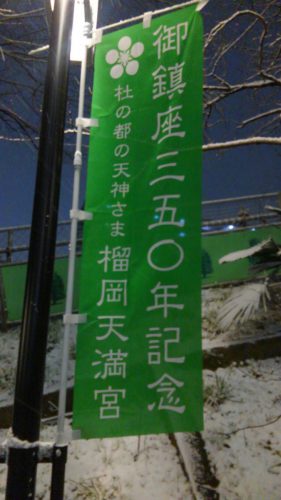 御鎮座三五〇年記念
杜の都の天神さま
榴岡天満宮